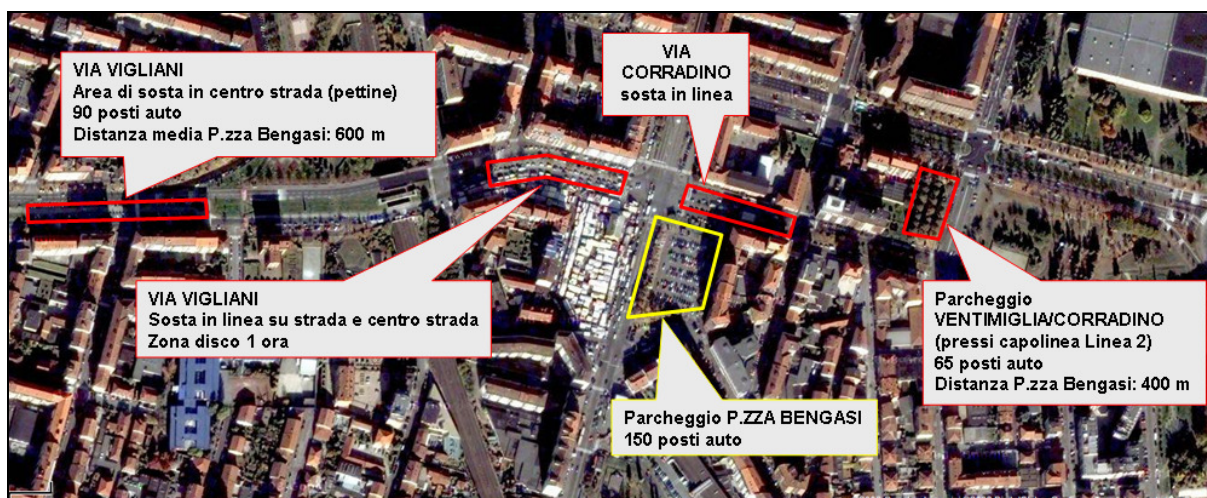 VIA VIGLIANI
Area di sosta in centro strada (pettine)
90 posti auto
Distanza media P.zza Bengasi: 600 m
VIA
CORRADINO
sosta in linea
VIA VIGLIANI
Sosta in linea su strada e centro strada
Zona disco 1 ora
Parcheggio P.ZZA BENGASI
150 posti auto
Parcheggio
VENTIMIGLIA/CORRADINO
(pressi capolinea Linea 2)
65 posti auto
Distanza P.zza Bengasi: 400 m